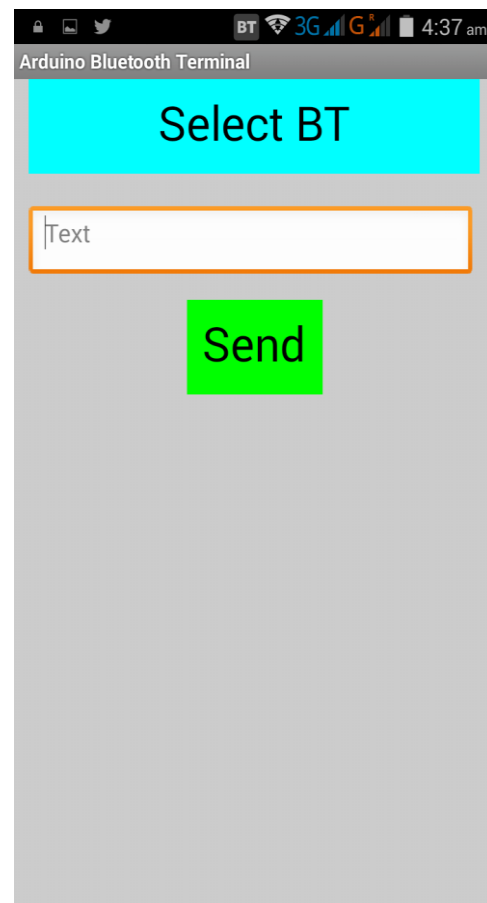 BT 3G G R 4:37 am
Arduino Bluetooth Terminal
Select BT
Text
Send